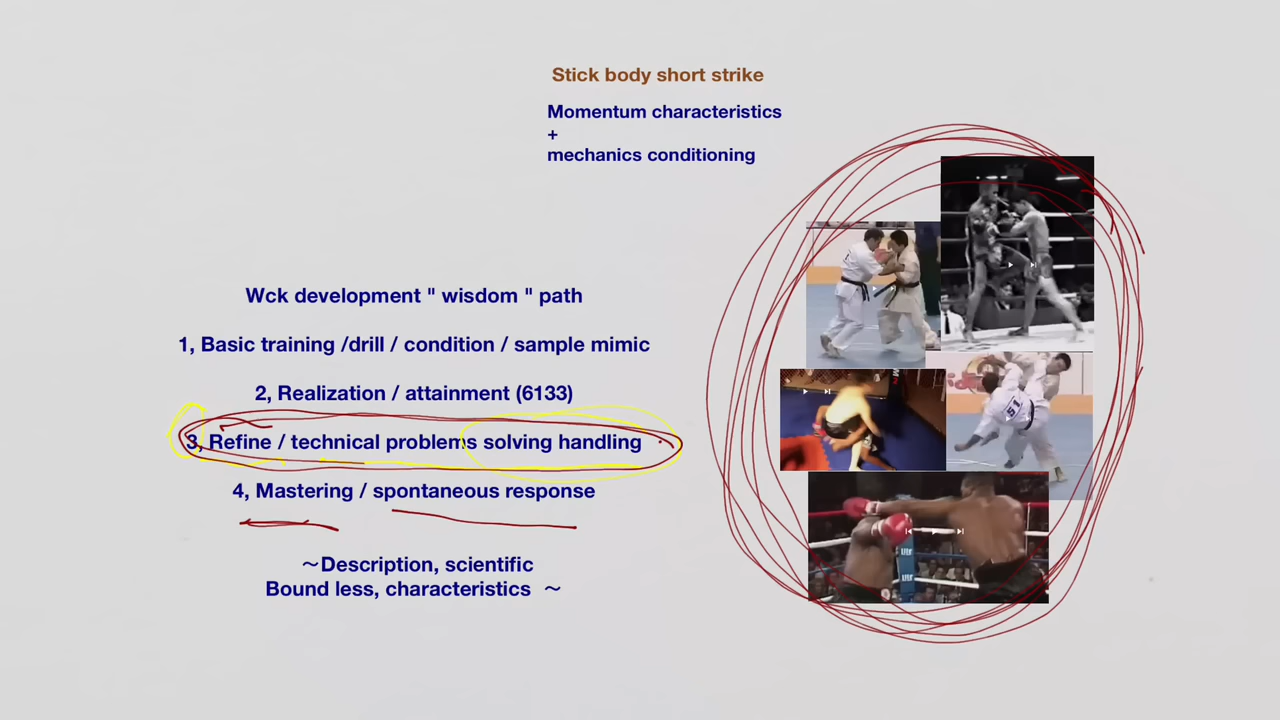 Stick body short strike
Momentum characteristics
+
mechanics conditioning
Wck development " wisdom " path
1, Basic training /drill / condition / sample mimic
2, Realization / attainment (6133)
3, Refine / technical problems solving handling
4, Mastering / spontaneous response
～Description, scientific
Bound less, characteristics ～